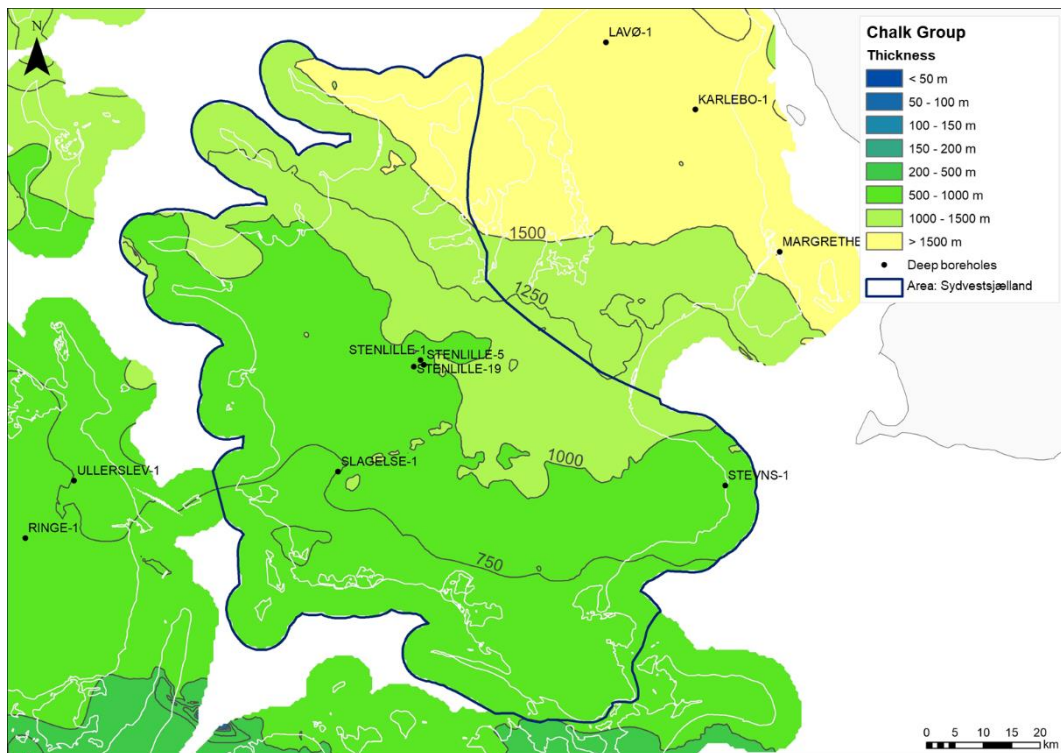 N
LAVØ-1
KARLEBO-1
MARGRETHE
1500
1250
STENLILLE-1
STENLILLE-5
STENLILLE-19
1000
SLAGELSE-1
STEVNS-1
ULLERSLEV-1
RINGE-1
750
Chalk Group
Thickness
< 50 m
50 - 100 m
100 - 150 m
150 - 200 m
200 - 500 m
500 - 1000 m
1000 - 1500 m
> 1500 m
Deep boreholes
Area: Sydvestsjælland
0 5 10 15 20
km